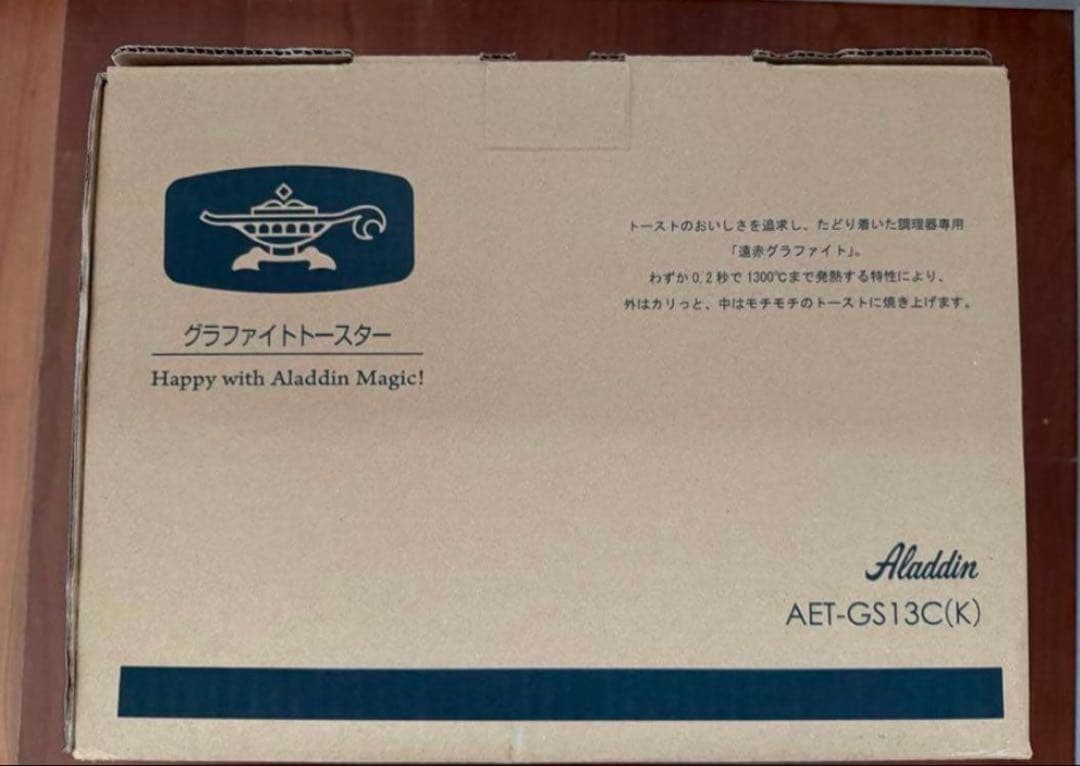 グラファイトトースター
Happy with Aladdin Magic!
トーストのおいしさを追求し、たどり着いた調理器専用
「遠赤グラファイト」。
わずか0.2秒で1300℃まで発熱する特性により、
外はカリっと、中はモチモチのトーストに焼き上げます。
Aladdin
AET-GS13C(K)